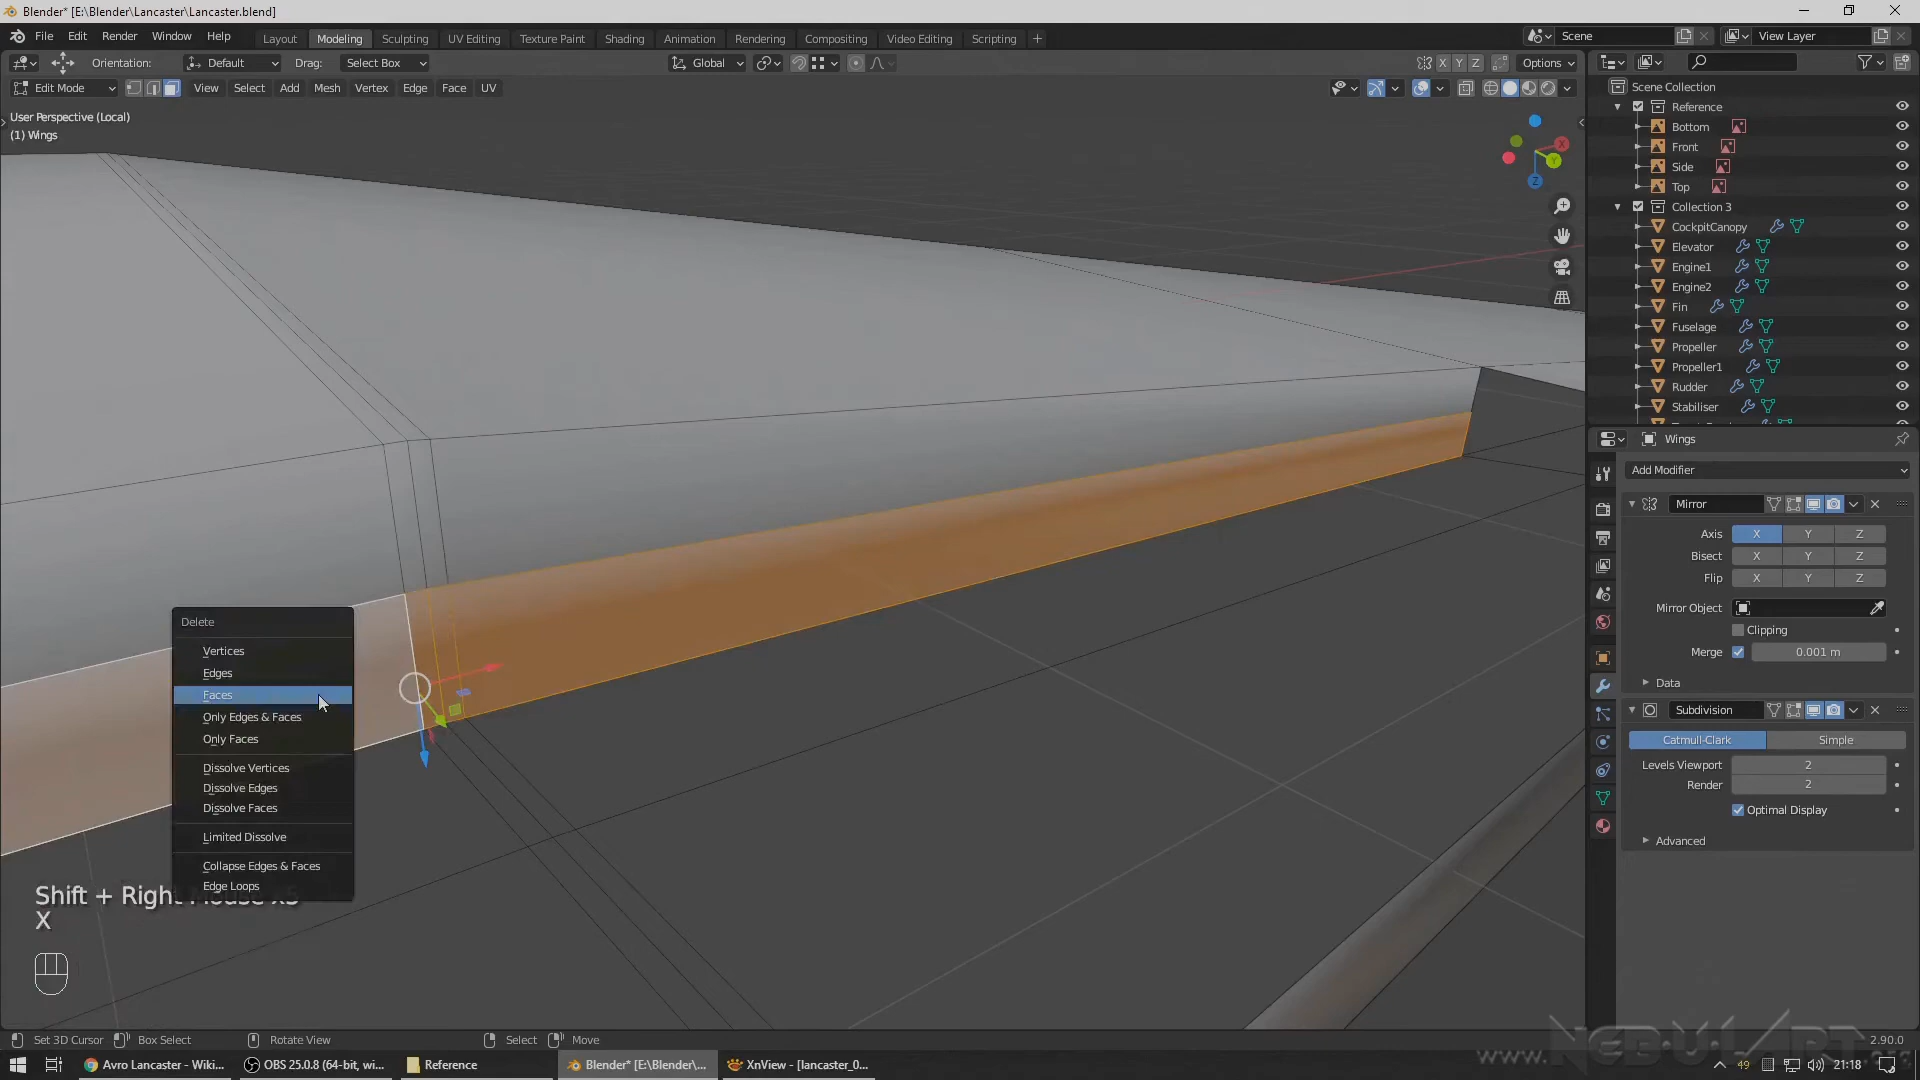 Blender* [E:\Blender\Lancaster\Lancaster.blend]
File Edit Render Window Help Layout Modeling Sculpting UV Editing Texture Paint Shading Animation Rendering Compositing Video Editing Scripting + Scene View Layer
Orientation: Default Drag: Select Box Global X Y Z Options
Edit Mode View Select Add Mesh Vertex Edge Face UV
User Perspective (Local)
(1) Wings
X Y Z
Scene Collection
Reference
Bottom
Front
Side
Top
Collection 3
CockpitCanopy
Elevator
Engine1
Engine2
Fin
Fuselage
Propeller
Propeller1
Rudder
Stabiliser
Wings
Add Modifier
Mirror
Axis X Y Z
Bisect X Y Z
Flip X Y Z
Mirror Object
Clipping
Merge 0.001 m
Data
Subdivision
Catmull-Clark Simple
Levels Viewport 2
Render 2
Optimal Display
Advanced
Delete
Vertices
Edges
Faces
Only Edges & Faces
Only Faces
Dissolve Vertices
Dissolve Edges
Dissolve Faces
Limited Dissolve
Collapse Edges & Faces
Edge Loops
Shift + Right Mouse x5
X
Set 3D Cursor Box Select Rotate View Select Move 2.90.0
www.NEBULART.org
Avro Lancaster - Wiki... OBS 25.0.8 (64-bit, wi... Reference Blender* [E:\Blender\... XnView - [lancaster_0... 49 21:18